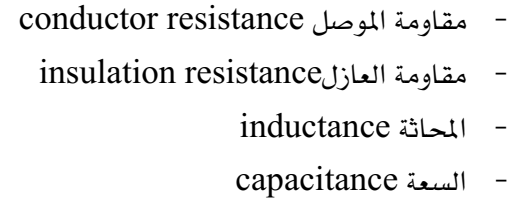 - مقاومة الموصل conductor resistance
- مقاومة العازلinsulation resistance
- المحاثة inductance
- السعة capacitance